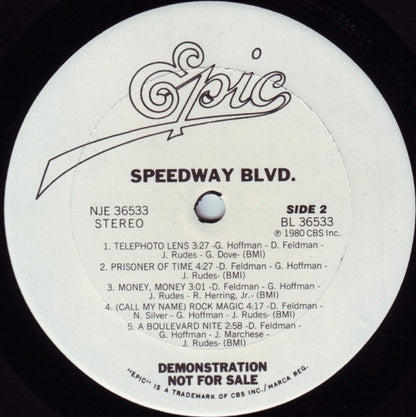 Epic
SPEEDWAY BLVD.
NJE 36533
STEREO
SIDE 2
BL 36533
℗ 1980 CBS Inc.
1. TELEPHOTO LENS 3:27 -G. Hoffman - D. Feldman -
J. Rudes - G. Dove- (BMI)
2. PRISONER OF TIME 4:27 -D. Feldman - G. Hoffman -
J. Rudes- (BMI)
3. MONEY, MONEY 3:01 -D. Feldman - G. Hoffman -
J. Rudes - R. Herring, Jr.- (BMI)
4. (CALL MY NAME) ROCK MAGIC 4:17 -D. Feldman -
N. Silver - G. Hoffman - J. Rudes- (BMI)
5. A BOULEVARD NITE 2:58 -D. Feldman -
G. Hoffman - J. Marchese -
J. Rudes- (BMI)
DEMONSTRATION
NOT FOR SALE
"EPIC" IS A TRADEMARK OF CBS INC./MARCA REG.